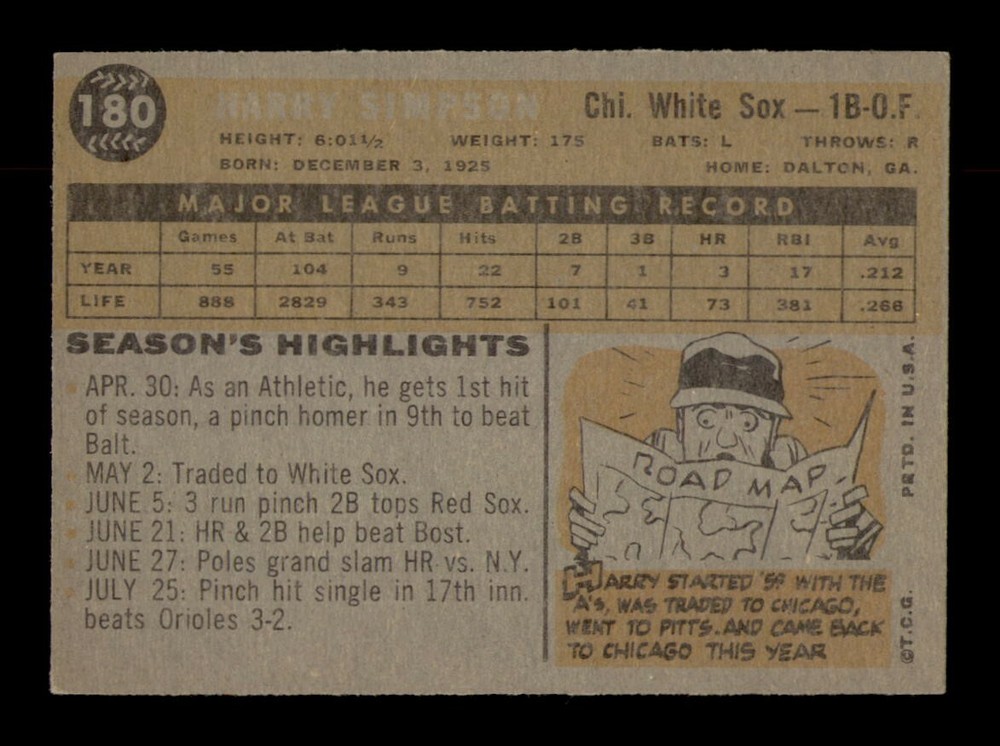 180
HARRY SIMPSON Chi. White Sox — 1B-O.F.
HEIGHT: 6:01½ WEIGHT: 175 BATS: L THROWS: R
BORN: DECEMBER 3, 1925 HOME: DALTON, GA.
MAJOR LEAGUE BATTING RECORD
Games At Bat Runs Hits 2B 3B HR RBI Avg
YEAR 55 104 9 22 7 1 3 17 .212
LIFE 888 2829 343 752 101 41 73 381 .266
SEASON'S HIGHLIGHTS
APR. 30: As an Athletic, he gets 1st hit
of season, a pinch homer in 9th to beat
Balt.
MAY 2: Traded to White Sox.
JUNE 5: 3 run pinch 2B tops Red Sox.
JUNE 21: HR & 2B help beat Bost.
JUNE 27: Poles grand slam HR vs. N.Y.
JULY 25: Pinch hit single in 17th inn.
beats Orioles 3-2.
ROAD MAP
HARRY STARTED '59 WITH THE
A'S, WAS TRADED TO CHICAGO,
WENT TO PITTS. AND CAME BACK
TO CHICAGO THIS YEAR
©T.C.G. PRTD. IN U.S.A.